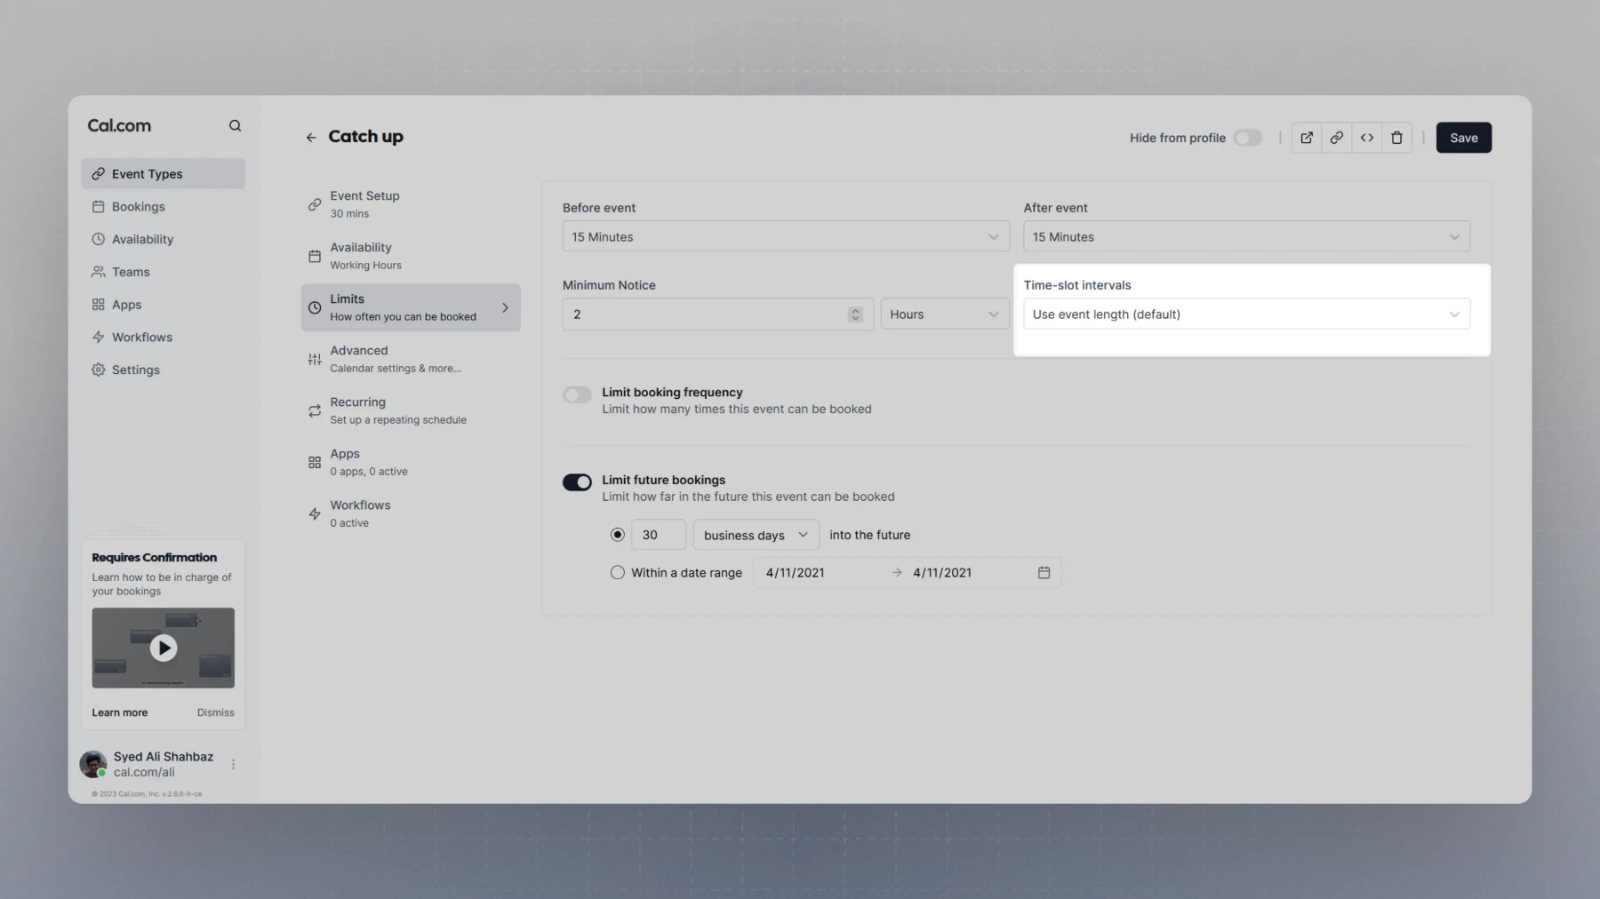 Cal.com
Event Types
Bookings
Availability
Teams
Apps
Workflows
Settings
Requires Confirmation
Learn how to be in charge of
your bookings
Learn more
Dismiss
Syed Ali Shahbaz
cal.com/ali
© 2023 Cal.com, Inc. v.2.6.8-h-ce
Catch up
Hide from profile
Save
Event Setup
30 mins
Availability
Working Hours
Limits
How often you can be booked
Advanced
Calendar settings & more...
Recurring
Set up a repeating schedule
Apps
0 apps, 0 active
Workflows
0 active
Before event
15 Minutes
After event
15 Minutes
Minimum Notice
2
Hours
Time-slot intervals
Use event length (default)
Limit booking frequency
Limit how many times this event can be booked
Limit future bookings
Limit how far in the future this event can be booked
30 business days into the future
Within a date range 4/11/2021 → 4/11/2021